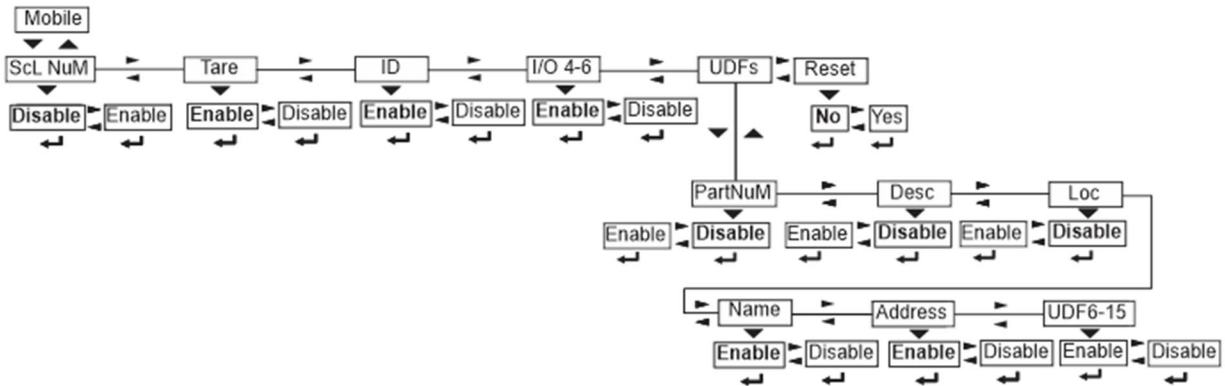 Mobile
ScL NuM Tare ID I/O 4-6 UDFs Reset
Disable Enable Enable Disable Enable Disable Enable Disable No Yes
PartNuM Desc Loc
Enable Disable Enable Disable Enable Disable
Name Address UDF6-15
Enable Disable Enable Disable Enable Disable